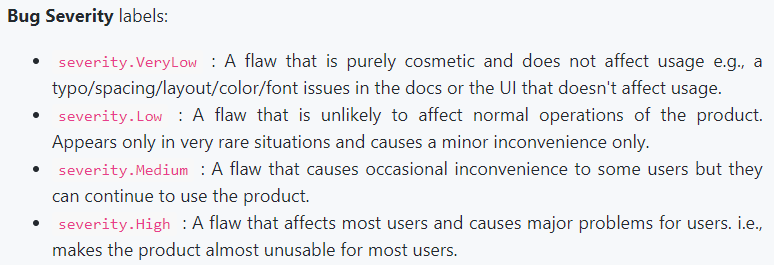 Bug Severity labels:
• severity.VeryLow : A flaw that is purely cosmetic and does not affect usage e.g., a
typo/spacing/layout/color/font issues in the docs or the UI that doesn't affect usage.
• severity.Low : A flaw that is unlikely to affect normal operations of the product.
Appears only in very rare situations and causes a minor inconvenience only.
• severity.Medium : A flaw that causes occasional inconvenience to some users but they
can continue to use the product.
• severity.High : A flaw that affects most users and causes major problems for users. i.e.,
makes the product almost unusable for most users.